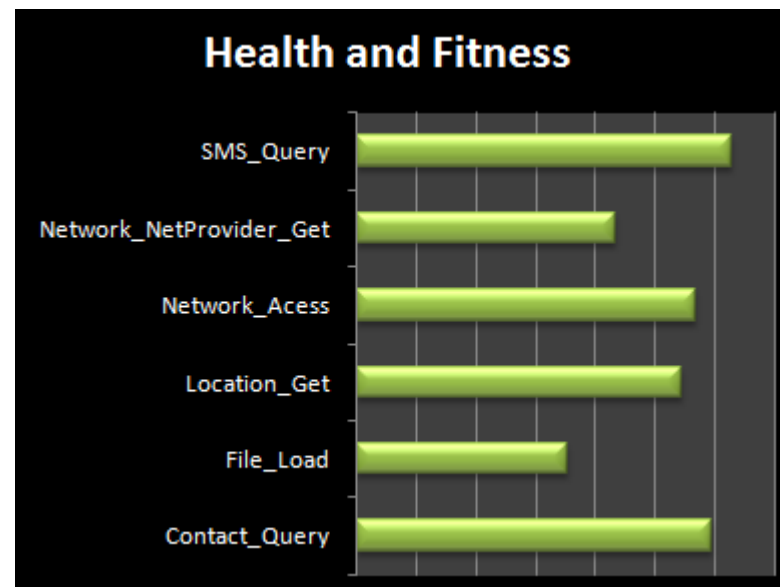 Health and Fitness
SMS_Query
Network_NetProvider_Get
Network_Acess
Location_Get
File_Load
Contact_Query